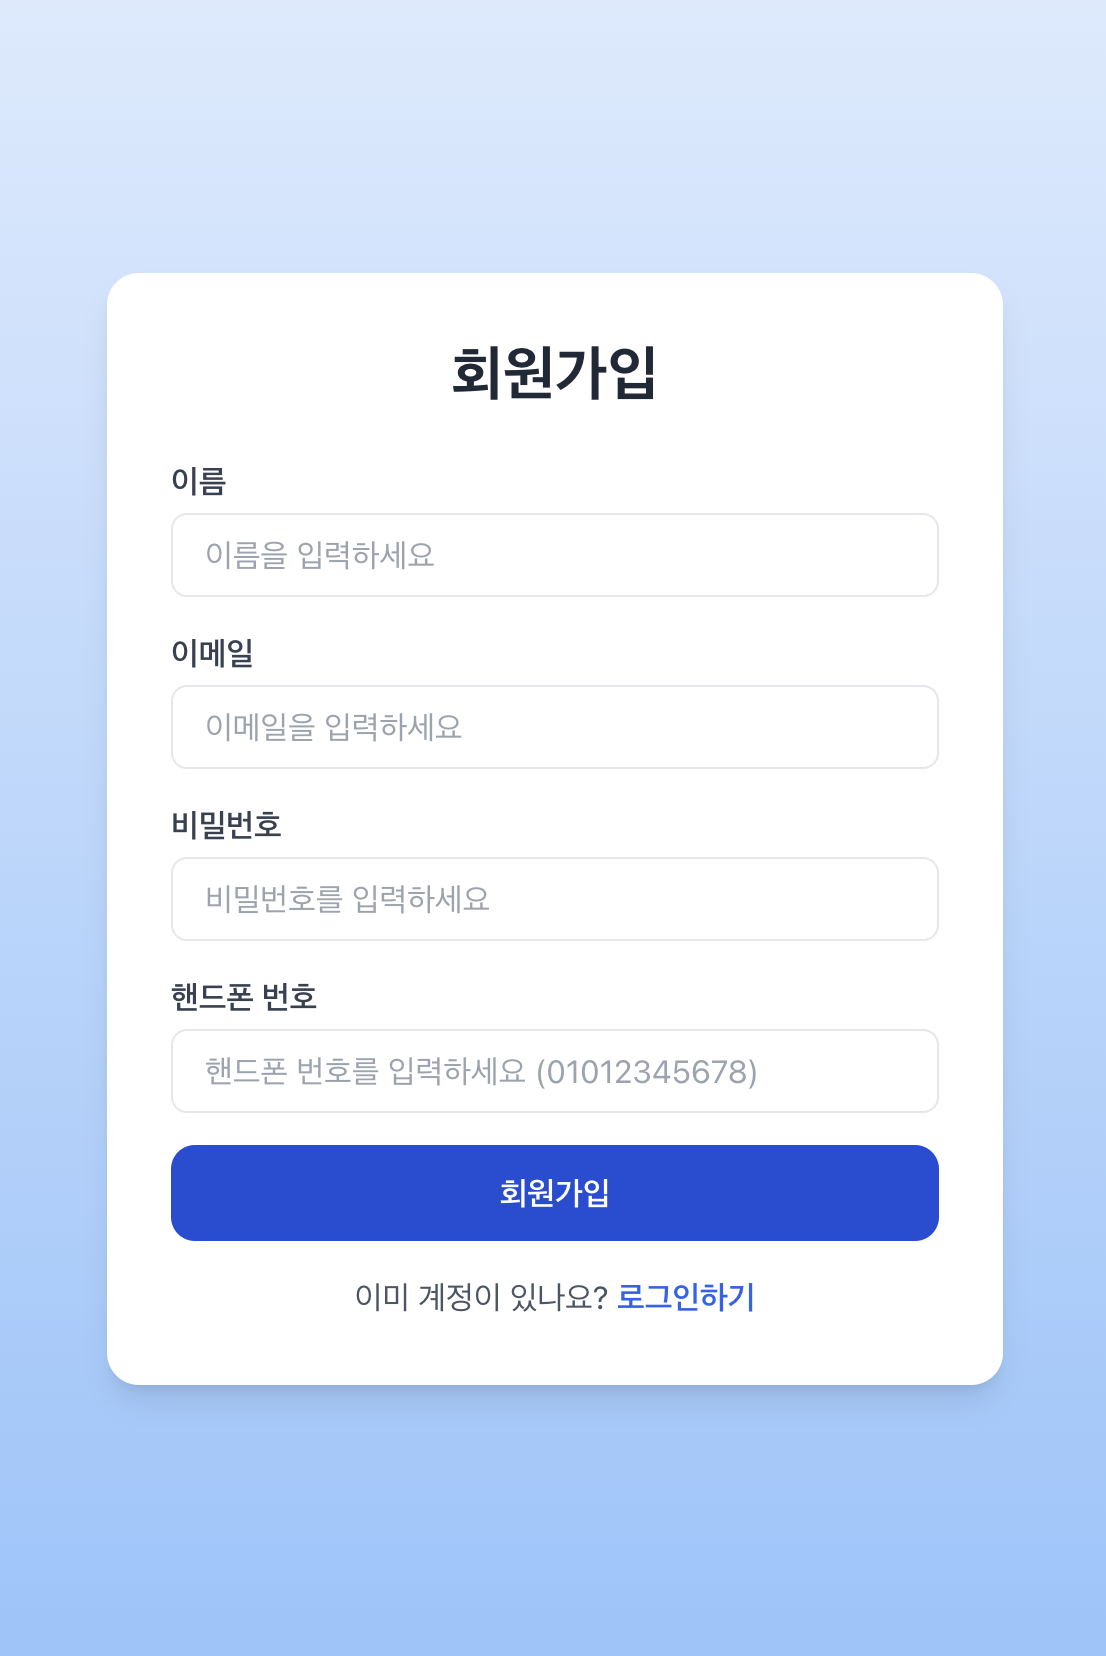 회원가입
이름
이름을 입력하세요
이메일
이메일을 입력하세요
비밀번호
비밀번호를 입력하세요
핸드폰 번호
핸드폰 번호를 입력하세요 (01012345678)
회원가입
이미 계정이 있나요? 로그인하기